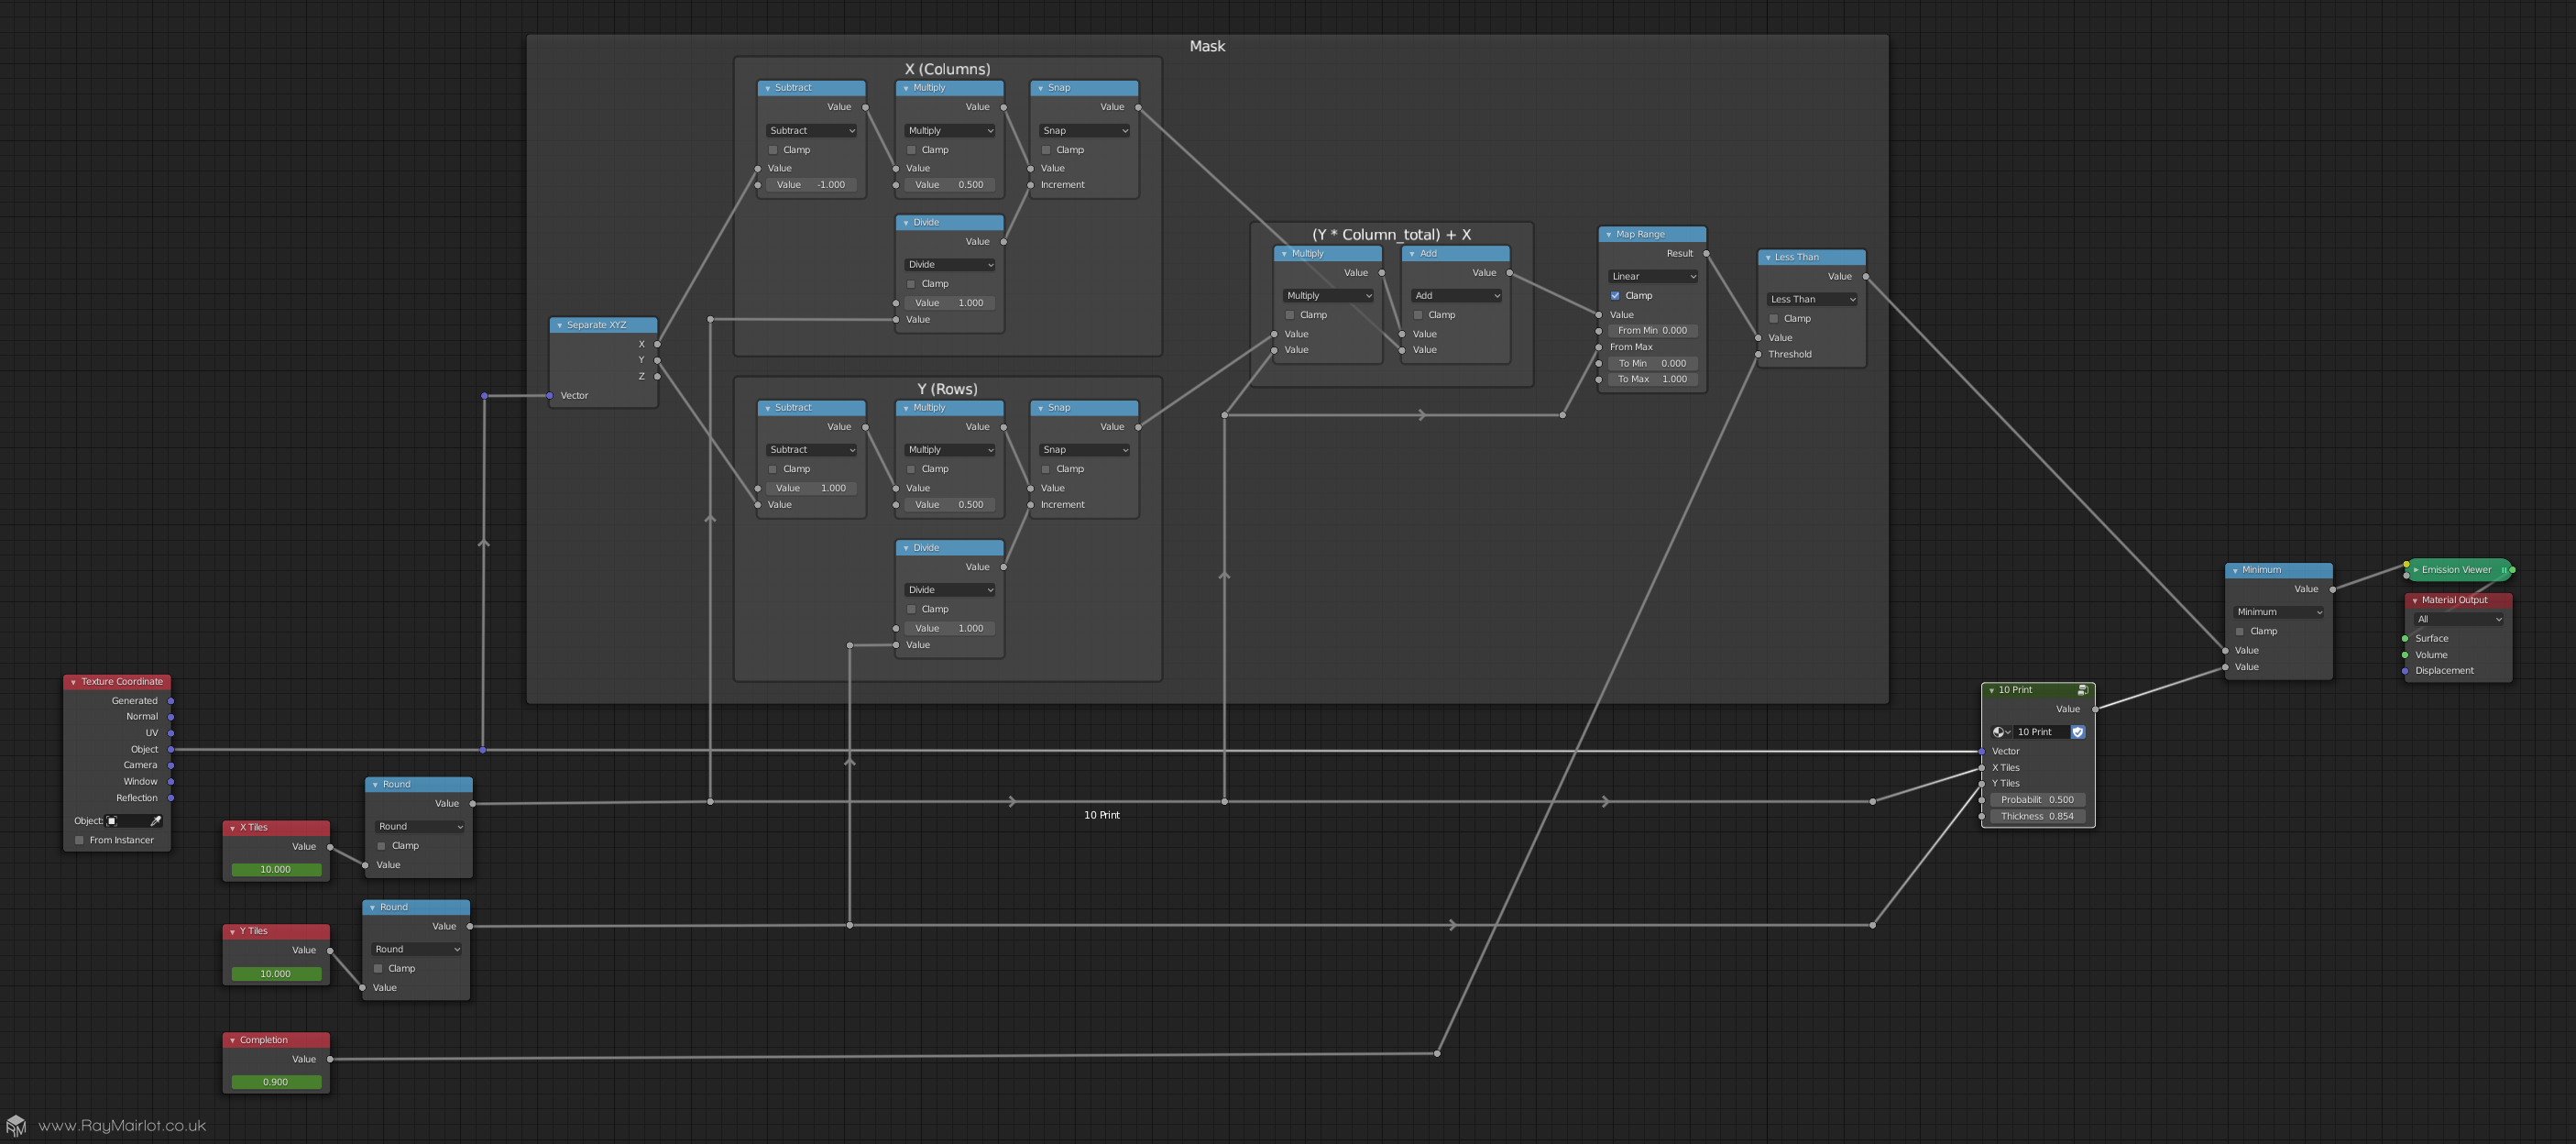 Mask
X (Columns)
Subtract
Value
Subtract
Clamp
Value
Value -1.000
Multiply
Value
Multiply
Clamp
Value
Value 0.500
Snap
Value
Snap
Clamp
Value
Increment
Divide
Value
Divide
Clamp
Value 1.000
Value
Separate XYZ
X
Y
Z
Vector
Y (Rows)
Subtract
Value
Subtract
Clamp
Value 1.000
Value
Multiply
Value
Multiply
Clamp
Value
Value 0.500
Snap
Value
Snap
Clamp
Value
Increment
Divide
Value
Divide
Clamp
Value 1.000
Value
(Y * Column_total) + X
Multiply
Value
Multiply
Clamp
Value
Value
Add
Value
Add
Clamp
Value
Value
Map Range
Result
Linear
Clamp
Value
From Min 0.000
From Max
To Min 0.000
To Max 1.000
Less Than
Value
Less Than
Clamp
Value
Threshold
Texture Coordinate
Generated
Normal
UV
Object
Camera
Window
Reflection
Object:
From Instancer
X Tiles
Value
10.000
Round
Value
Round
Clamp
Value
Y Tiles
Value
10.000
Round
Value
Round
Clamp
Value
Completion
Value
0.900
10 Print
10 Print
Value
10 Print
Vector
X Tiles
Y Tiles
Probabilit 0.500
Thickness 0.854
Minimum
Value
Minimum
Clamp
Value
Value
Emission Viewer
Material Output
All
Surface
Volume
Displacement
RM
www.RayMairlot.co.uk